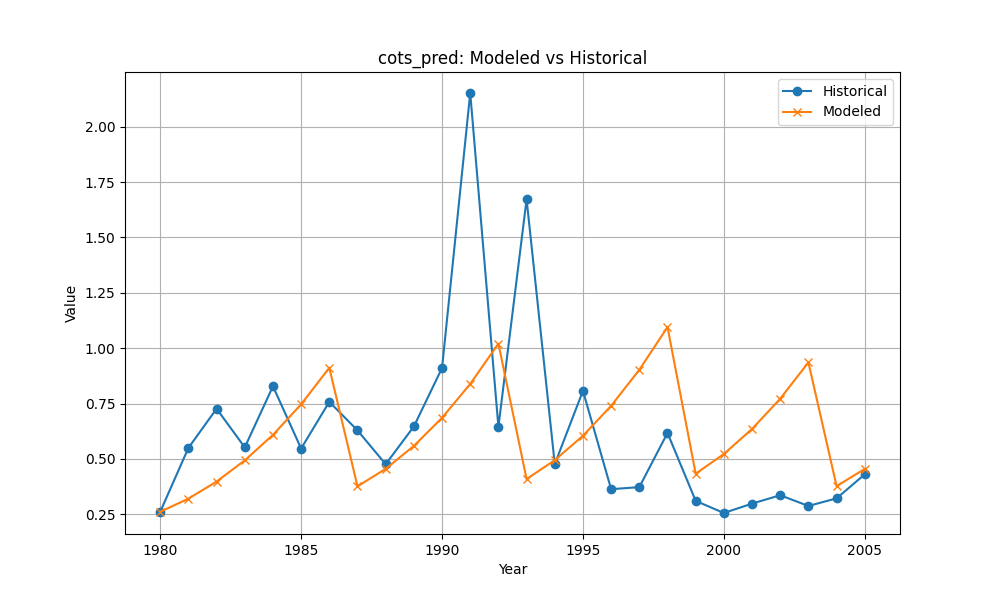 cots_pred: Modeled vs Historical
Historical
Modeled
Value
2.00
1.75
1.50
1.25
1.00
0.75
0.50
0.25
1980 1985 1990 1995 2000 2005
Year